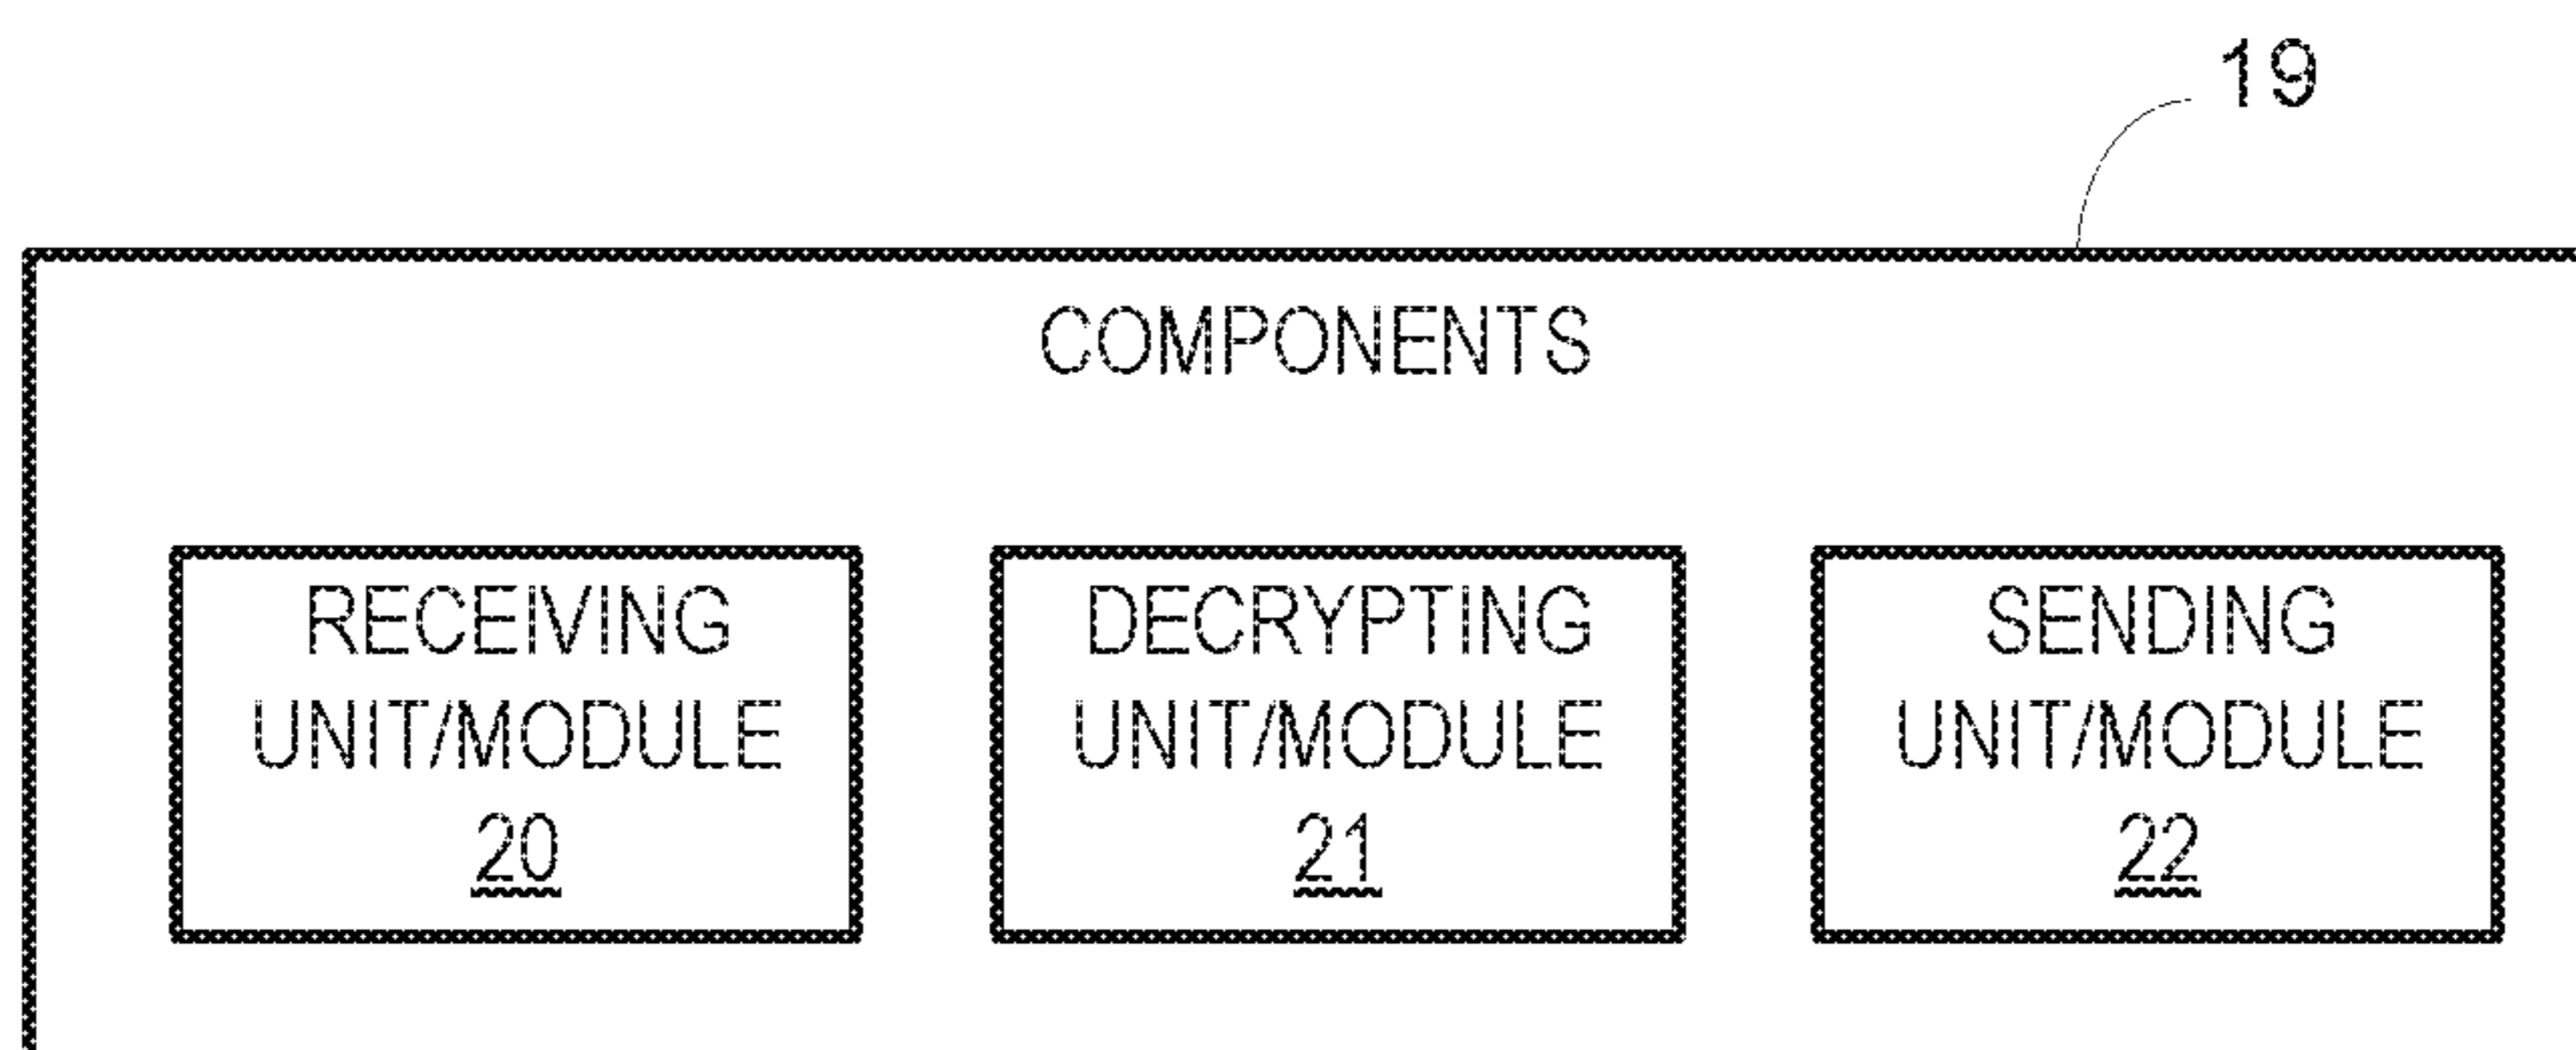 19
COMPONENTS
RECEIVING
UNIT/MODULE
20
DECRYPTING
UNIT/MODULE
21
SENDING
UNIT/MODULE
22